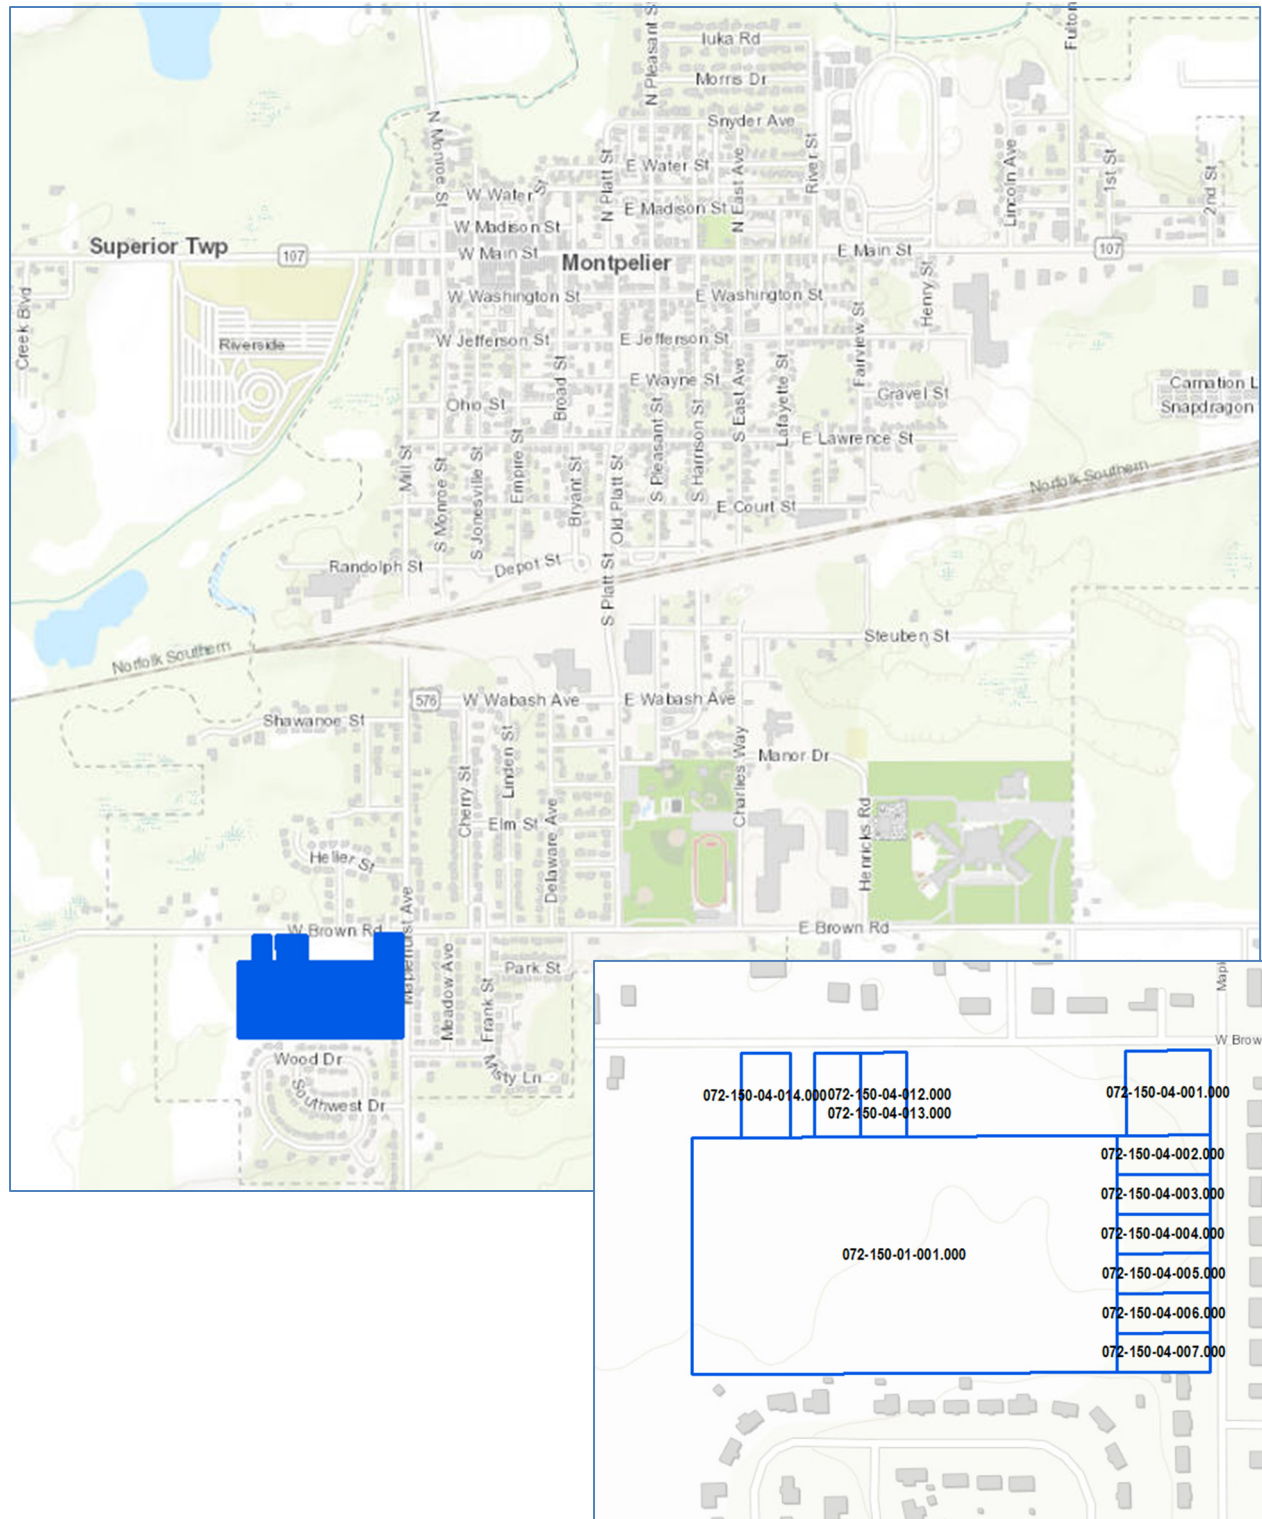 Iuka Rd
N Pleasant S
Fulton
Morris Dr
Snyder Ave
N Monroe St
River St
Lincoln Ave
1st St
2nd St
N Platt St
E Water St
N East Ave
W Water St
E Madison St
W Madison St
Superior Twp
107
W Main St
E Main St
107
Montpelier
W Washington St
E Washington St
Henry St
Creek Blvd
Riverside
W Jefferson St
E Jefferson St
Fairview St
Broad St
E Wayne St
S East Ave
Lafayette St
Gravel St
Carnation L
Snapdragon
Ohio St
S Pleasant St
S Harrison St
E Lawrence St
Mill St
S Monroe St
S Jonesville St
Empire St
Bryant St
Old Platt St
Norfolk Southern
E Court St
Randolph St
Depot St
S Platt St
Steuben St
Norfolk Southern
576
W Wabash Ave
E Wabash Ave
Shawanoe St
Linden St
Charlies Way
Manor Dr
Cherry St
Elm St
Delaware Ave
Henricks Rd
Heller St
Maplehurst Ave
W Brown Rd
E Brown Rd
Meadow Ave
Frank St
Park St
Wood Dr
Misty Ln
Southwest Dr
Mapl
W Brow
072-150-04-014.000
072-150-04-012.000
072-150-04-013.000
072-150-04-001.000
072-150-04-002.000
072-150-04-003.000
072-150-04-004.000
072-150-01-001.000
072-150-04-005.000
072-150-04-006.000
072-150-04-007.000